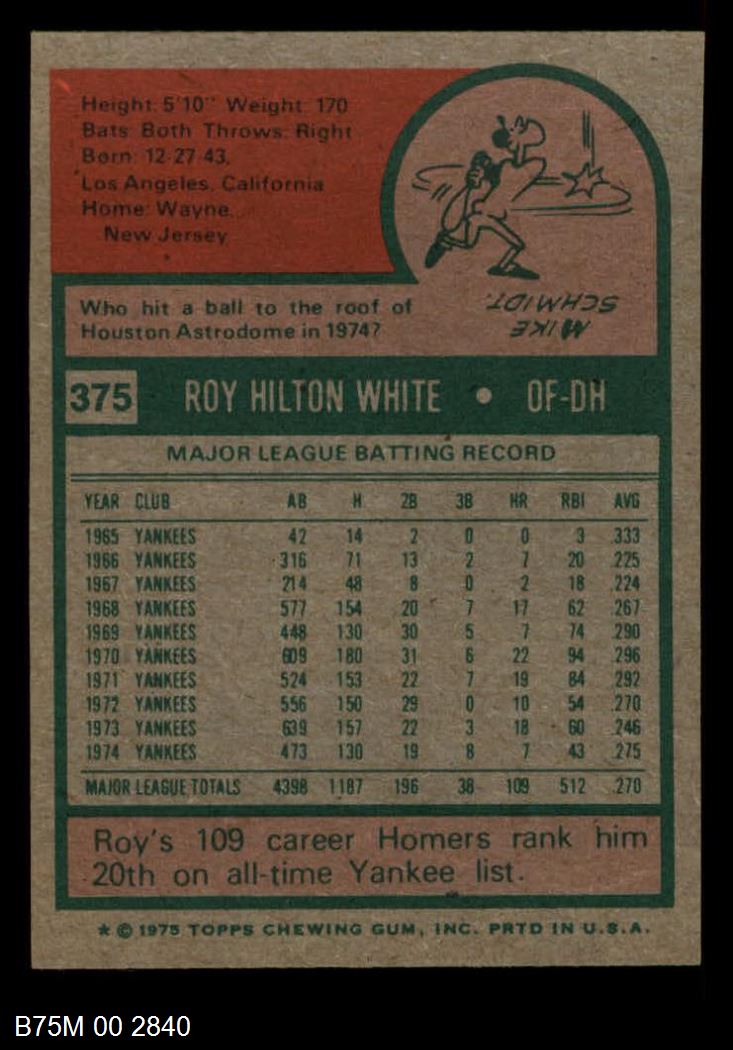 Height: 5'10" Weight: 170
Bats: Both Throws: Right
Born: 12-27-43,
Los Angeles, California
Home: Wayne,
New Jersey
Who hit a ball to the roof of
Houston Astrodome in 1974?
MIKE
SCHMIDT.
375 ROY HILTON WHITE • OF-DH
MAJOR LEAGUE BATTING RECORD
YEAR CLUB AB H 2B 3B HR RBI AVG
1965 YANKEES 42 14 2 0 0 3 .333
1966 YANKEES 316 71 13 2 7 20 .225
1967 YANKEES 214 48 8 0 2 18 .224
1968 YANKEES 577 154 20 7 17 62 .267
1969 YANKEES 448 130 30 5 7 74 .290
1970 YANKEES 609 180 31 6 22 94 .296
1971 YANKEES 524 153 22 7 19 84 .292
1972 YANKEES 556 150 29 0 10 54 .270
1973 YANKEES 639 157 22 3 18 60 .246
1974 YANKEES 473 130 19 8 7 43 .275
MAJOR LEAGUE TOTALS 4398 1187 196 38 109 512 .270
Roy's 109 career Homers rank him
20th on all-time Yankee list.
* © 1975 TOPPS CHEWING GUM, INC. PRTD IN U.S.A.
B75M 00 2840